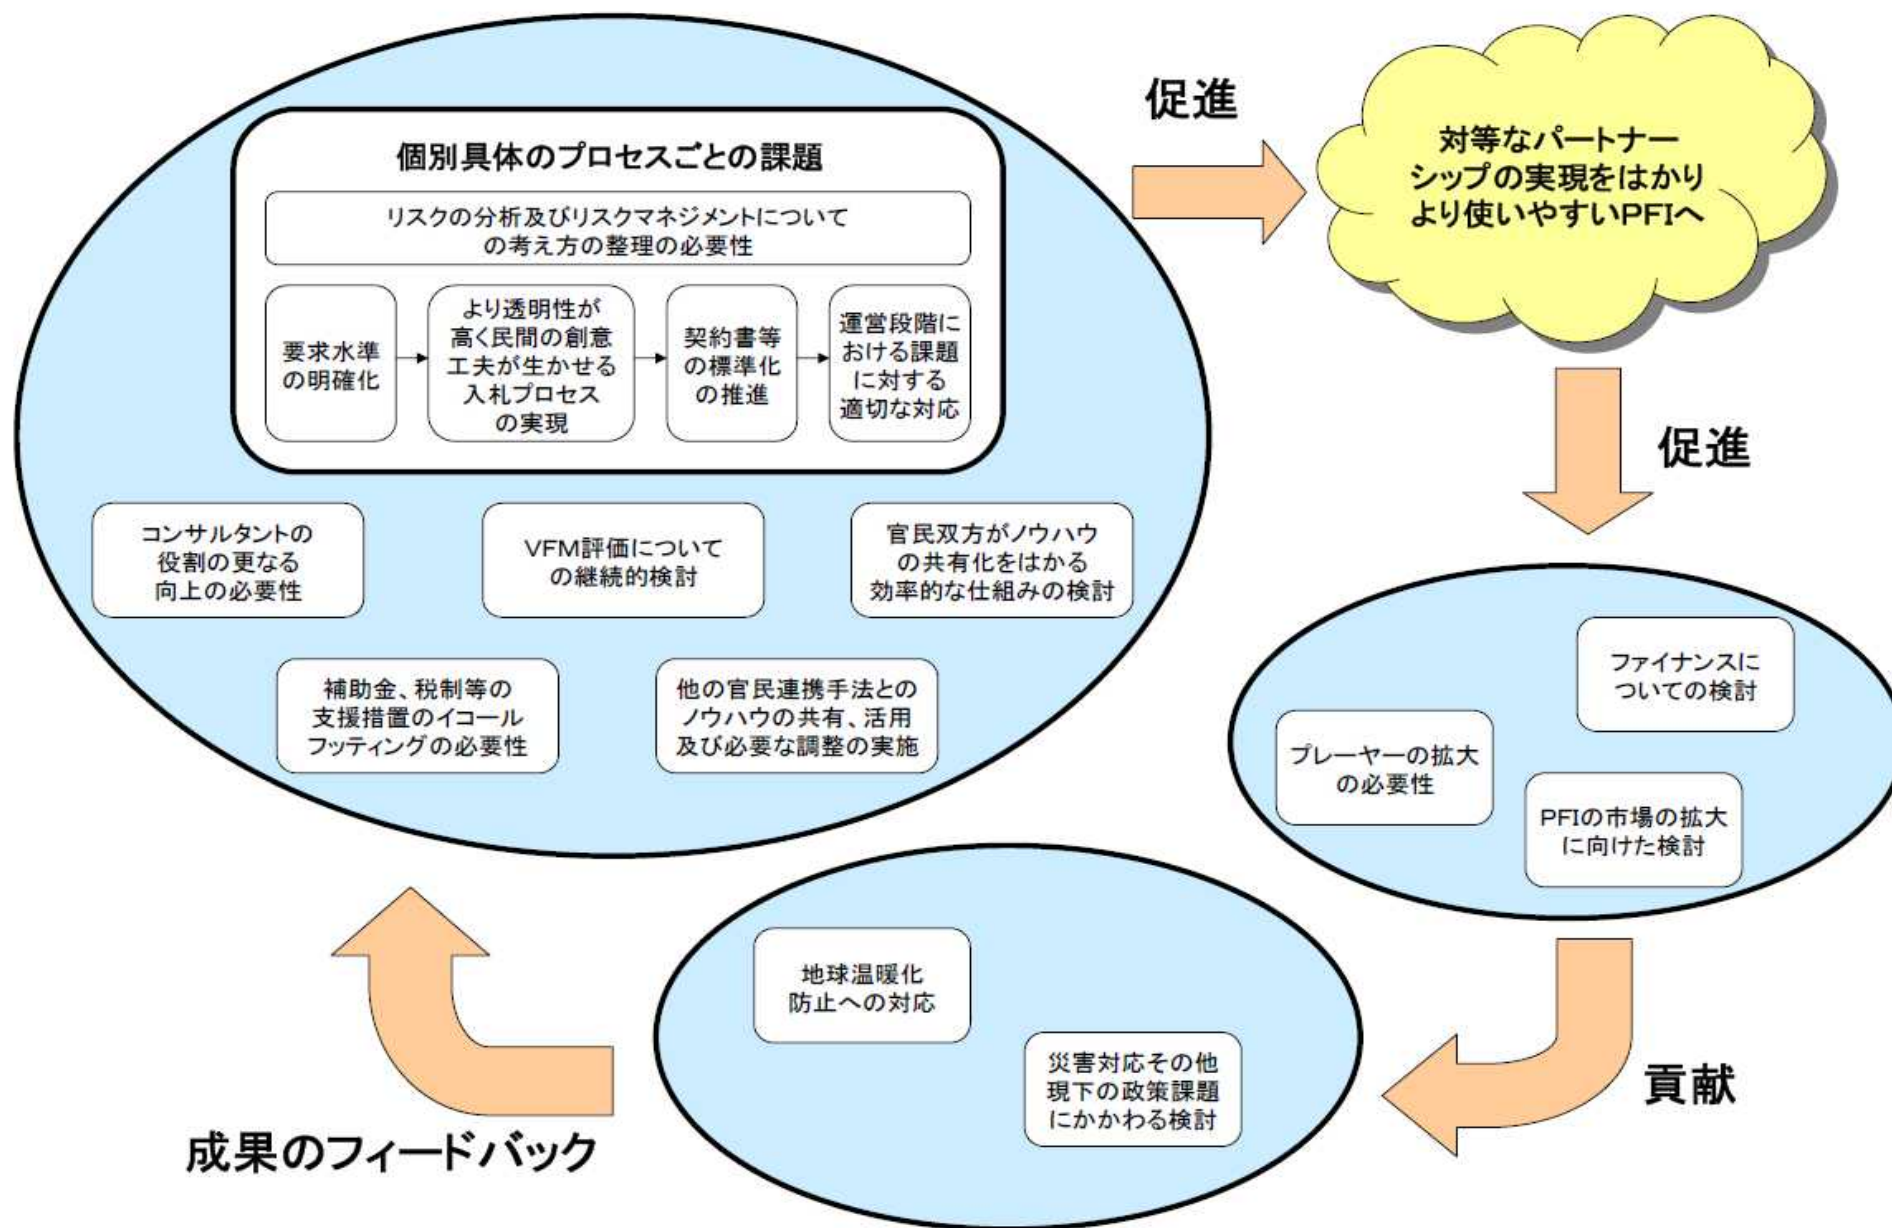 個別具体のプロセスごとの課題
リスクの分析及びリスクマネジメントについて
の考え方の整理の必要性
要求水準
の明確化
より透明性が
高く民間の創意
工夫が生かせる
入札プロセス
の実現
契約書等
の標準化
の推進
運営段階に
おける課題
に対する
適切な対応
コンサルタントの
役割の更なる
向上の必要性
VFM評価について
の継続的検討
官民双方がノウハウ
の共有化をはかる
効率的な仕組みの検討
補助金、税制等の
支援措置のイコール
フッティングの必要性
他の官民連携手法との
ノウハウの共有、活用
及び必要な調整の実施
促進
対等なパートナー
シップの実現をはかり
より使いやすいPFIへ
促進
ファイナンスに
ついての検討
プレーヤーの拡大
の必要性
PFIの市場の拡大
に向けた検討
貢献
地球温暖化
防止への対応
災害対応その他
現下の政策課題
にかかわる検討
成果のフィードバック